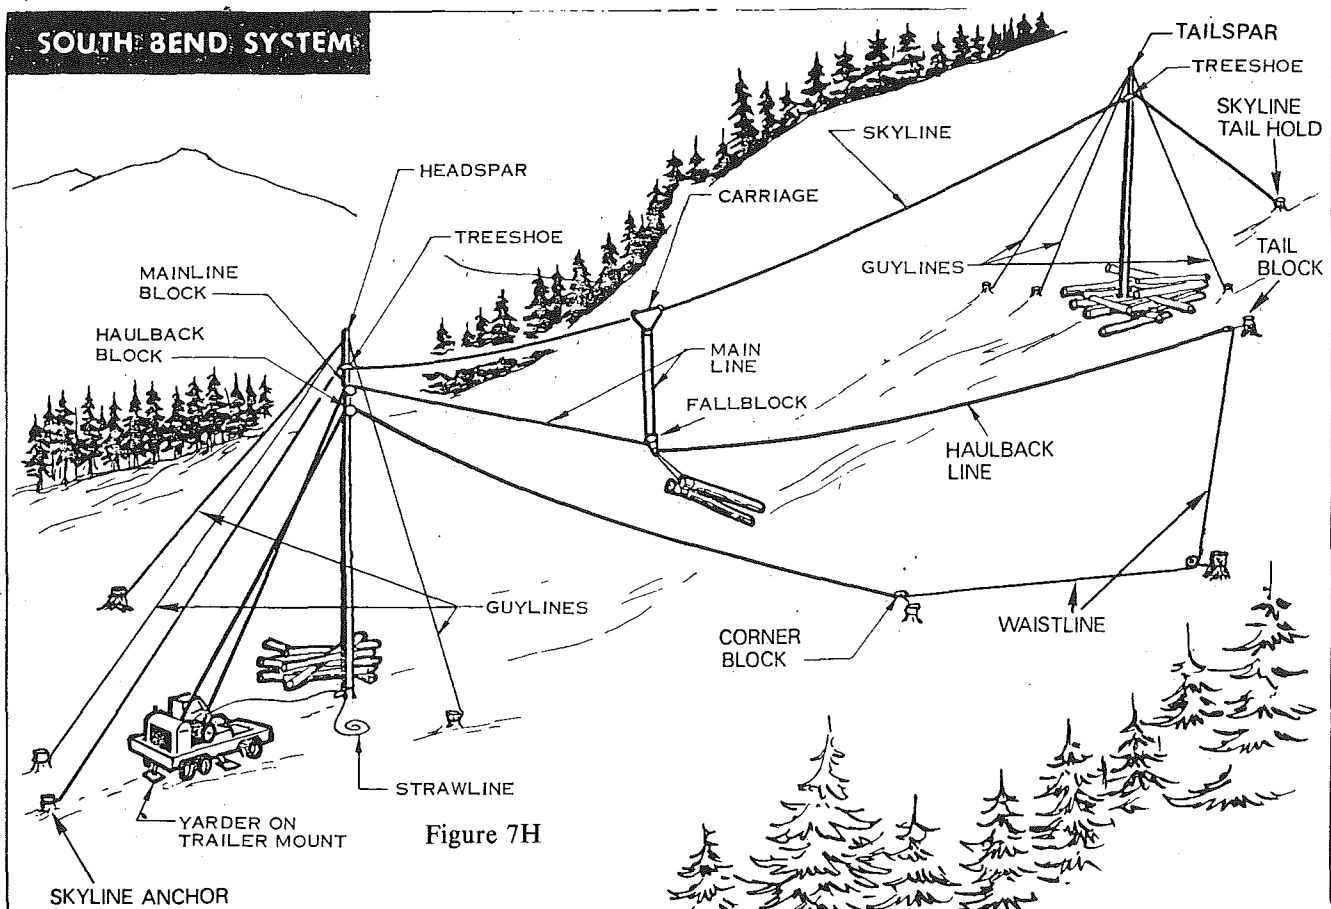 SOUTH BEND SYSTEM
TAILSPAR
TREESHOE
SKYLINE
TAIL HOLD
SKYLINE
HEADSPAR
CARRIAGE
TREESHOE
MAINLINE
BLOCK
GUYLINES
TAIL
BLOCK
HAULBACK
BLOCK
MAIN
LINE
FALLBLOCK
HAULBACK
LINE
GUYLINES
CORNER
BLOCK
WAISTLINE
STRAWLINE
YARDER ON
TRAILER MOUNT
Figure 7H
SKYLINE ANCHOR